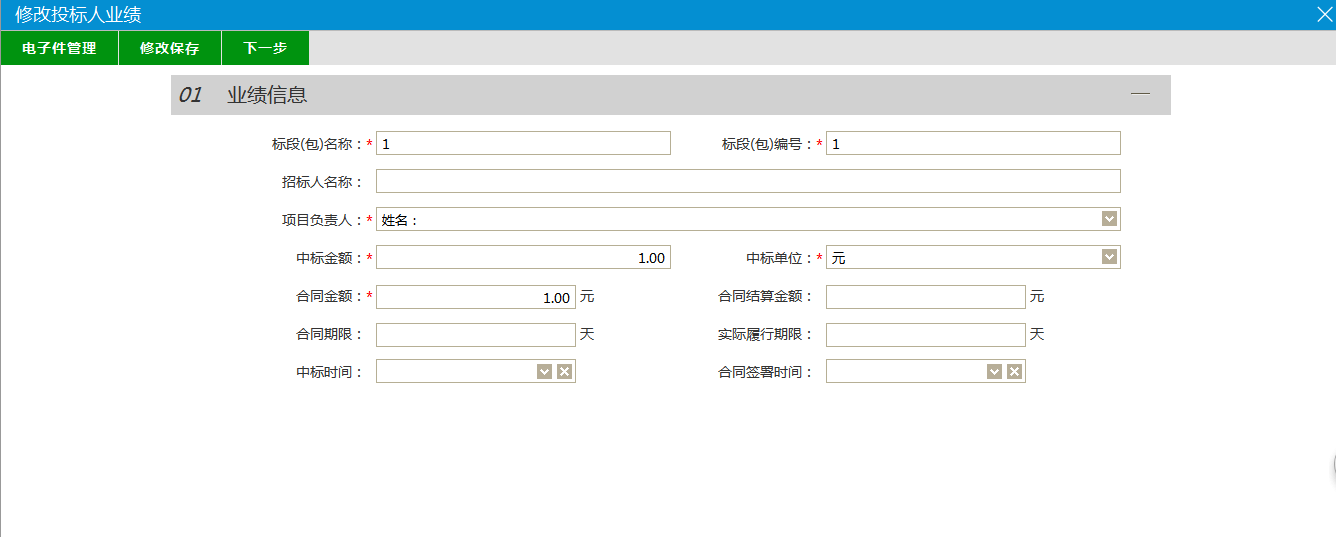 修改投标人业绩
电子件管理 修改保存 下一步
01 业绩信息
标段(包)名称：* 1 标段(包)编号：* 1
招标人名称：
项目负责人：* 姓名：
中标金额：* 1.00 中标单位：* 元
合同金额：* 1.00 元 合同结算金额： 元
合同期限： 天 实际履行期限： 天
中标时间： 合同签署时间：